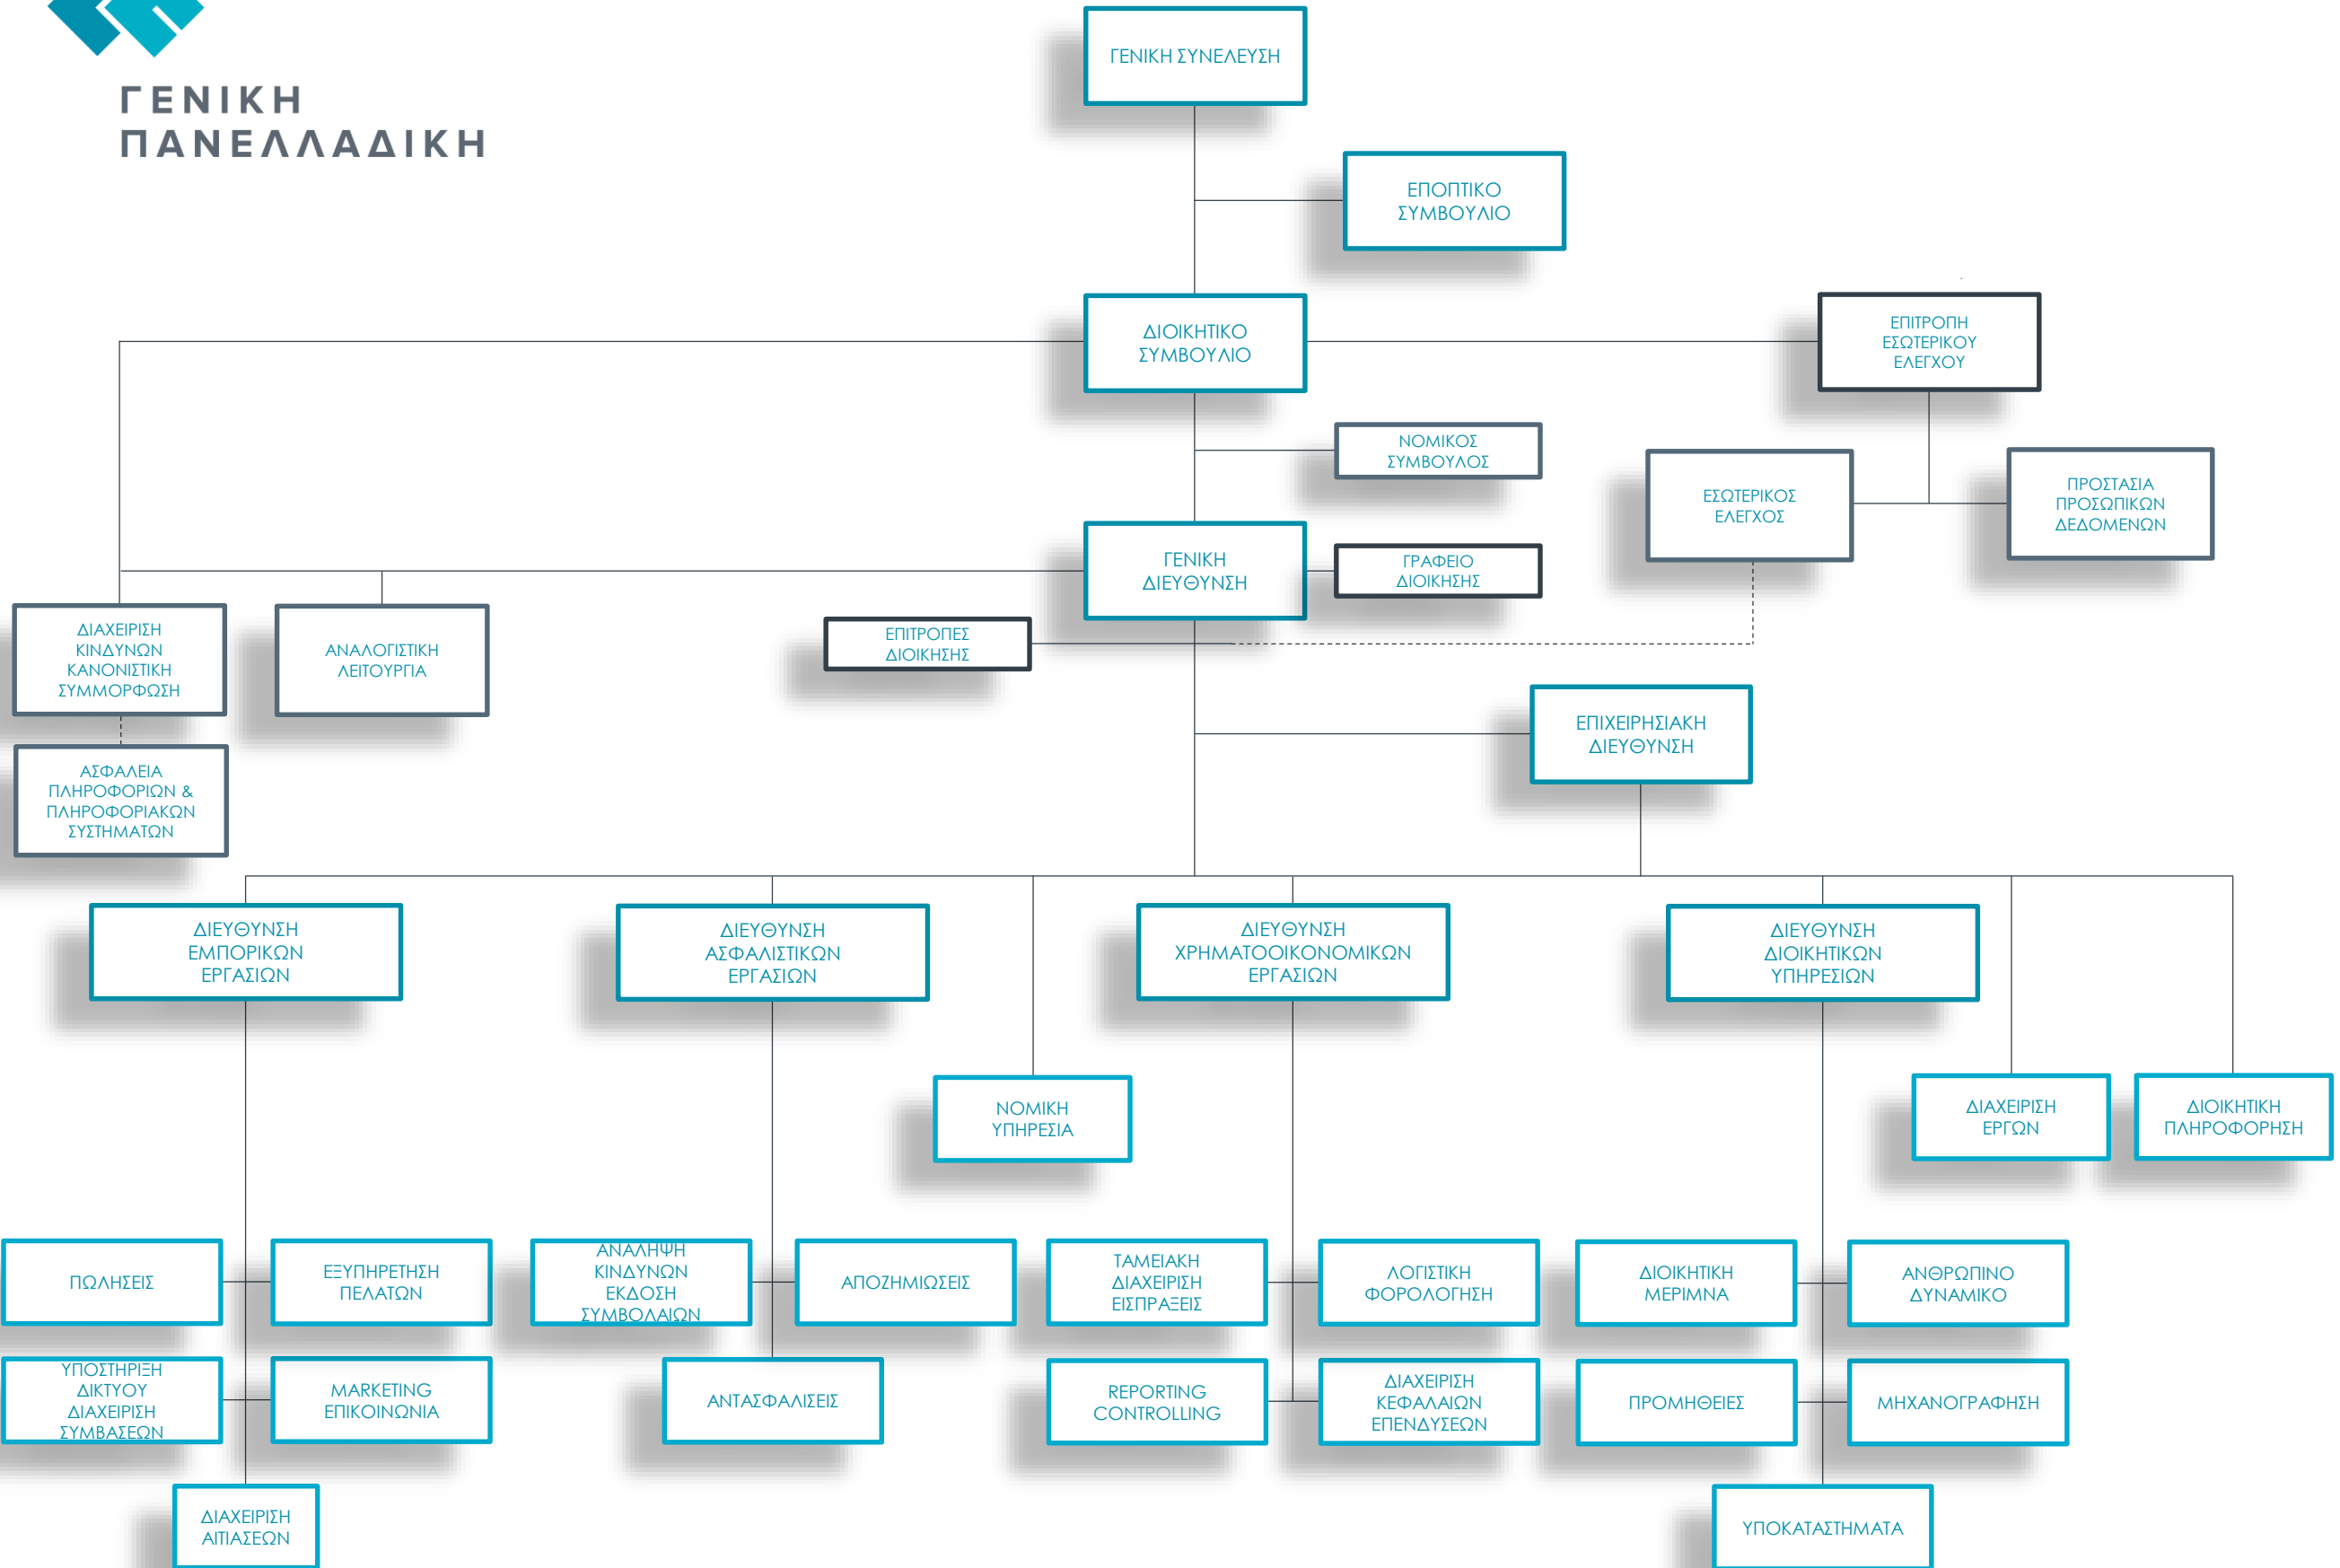 ΓΕΝΙΚΗ
ΠΑΝΕΛΛΑΔΙΚΗ
ΓΕΝΙΚΗ ΣΥΝΕΛΕΥΣΗ
ΕΠΟΠΤΙΚΟ
ΣΥΜΒΟΥΛΙΟ
ΔΙΟΙΚΗΤΙΚΟ
ΣΥΜΒΟΥΛΙΟ
ΕΠΙΤΡΟΠΗ
ΕΣΩΤΕΡΙΚΟΥ
ΕΛΕΓΧΟΥ
ΝΟΜΙΚΟΣ
ΣΥΜΒΟΥΛΟΣ
ΕΣΩΤΕΡΙΚΟΣ
ΕΛΕΓΧΟΣ
ΠΡΟΣΤΑΣΙΑ
ΠΡΟΣΩΠΙΚΩΝ
ΔΕΔΟΜΕΝΩΝ
ΓΕΝΙΚΗ
ΔΙΕΥΘΥΝΣΗ
ΓΡΑΦΕΙΟ
ΔΙΟΙΚΗΣΗΣ
ΔΙΑΧΕΙΡΙΣΗ
ΚΙΝΔΥΝΩΝ
ΚΑΝΟΝΙΣΤΙΚΗ
ΣΥΜΜΟΡΦΩΣΗ
ΑΝΑΛΟΓΙΣΤΙΚΗ
ΛΕΙΤΟΥΡΓΙΑ
ΕΠΙΤΡΟΠΕΣ
ΔΙΟΙΚΗΣΗΣ
ΕΠΙΧΕΙΡΗΣΙΑΚΗ
ΔΙΕΥΘΥΝΣΗ
ΑΣΦΑΛΕΙΑ
ΠΛΗΡΟΦΟΡΙΩΝ &
ΠΛΗΡΟΦΟΡΙΑΚΩΝ
ΣΥΣΤΗΜΑΤΩΝ
ΔΙΕΥΘΥΝΣΗ
ΕΜΠΟΡΙΚΩΝ
ΕΡΓΑΣΙΩΝ
ΔΙΕΥΘΥΝΣΗ
ΑΣΦΑΛΙΣΤΙΚΩΝ
ΕΡΓΑΣΙΩΝ
ΔΙΕΥΘΥΝΣΗ
ΧΡΗΜΑΤΟΟΙΚΟΝΟΜΙΚΩΝ
ΕΡΓΑΣΙΩΝ
ΔΙΕΥΘΥΝΣΗ
ΔΙΟΙΚΗΤΙΚΩΝ
ΥΠΗΡΕΣΙΩΝ
ΝΟΜΙΚΗ
ΥΠΗΡΕΣΙΑ
ΔΙΑΧΕΙΡΙΣΗ
ΕΡΓΩΝ
ΔΙΟΙΚΗΤΙΚΗ
ΠΛΗΡΟΦΟΡΗΣΗ
ΠΩΛΗΣΕΙΣ
ΕΞΥΠΗΡΕΤΗΣΗ
ΠΕΛΑΤΩΝ
ΑΝΑΛΗΨΗ
ΚΙΝΔΥΝΩΝ
ΕΚΔΟΣΗ
ΣΥΜΒΟΛΑΙΩΝ
ΑΠΟΖΗΜΙΩΣΕΙΣ
ΤΑΜΕΙΑΚΗ
ΔΙΑΧΕΙΡΙΣΗ
ΕΙΣΠΡΑΞΕΙΣ
ΛΟΓΙΣΤΙΚΗ
ΦΟΡΟΛΟΓΗΣΗ
ΔΙΟΙΚΗΤΙΚΗ
ΜΕΡΙΜΝΑ
ΑΝΘΡΩΠΙΝΟ
ΔΥΝΑΜΙΚΟ
ΥΠΟΣΤΗΡΙΞΗ
ΔΙΚΤΥΟΥ
ΔΙΑΧΕΙΡΙΣΗ
ΣΥΜΒΑΣΕΩΝ
MARKETING
ΕΠΙΚΟΙΝΩΝΙΑ
ΑΝΤΑΣΦΑΛΙΣΕΙΣ
REPORTING
CONTROLLING
ΔΙΑΧΕΙΡΙΣΗ
ΚΕΦΑΛΑΙΩΝ
ΕΠΕΝΔΥΣΕΩΝ
ΠΡΟΜΗΘΕΙΕΣ
ΜΗΧΑΝΟΓΡΑΦΗΣΗ
ΔΙΑΧΕΙΡΙΣΗ
ΑΙΤΙΑΣΕΩΝ
ΥΠΟΚΑΤΑΣΤΗΜΑΤΑ